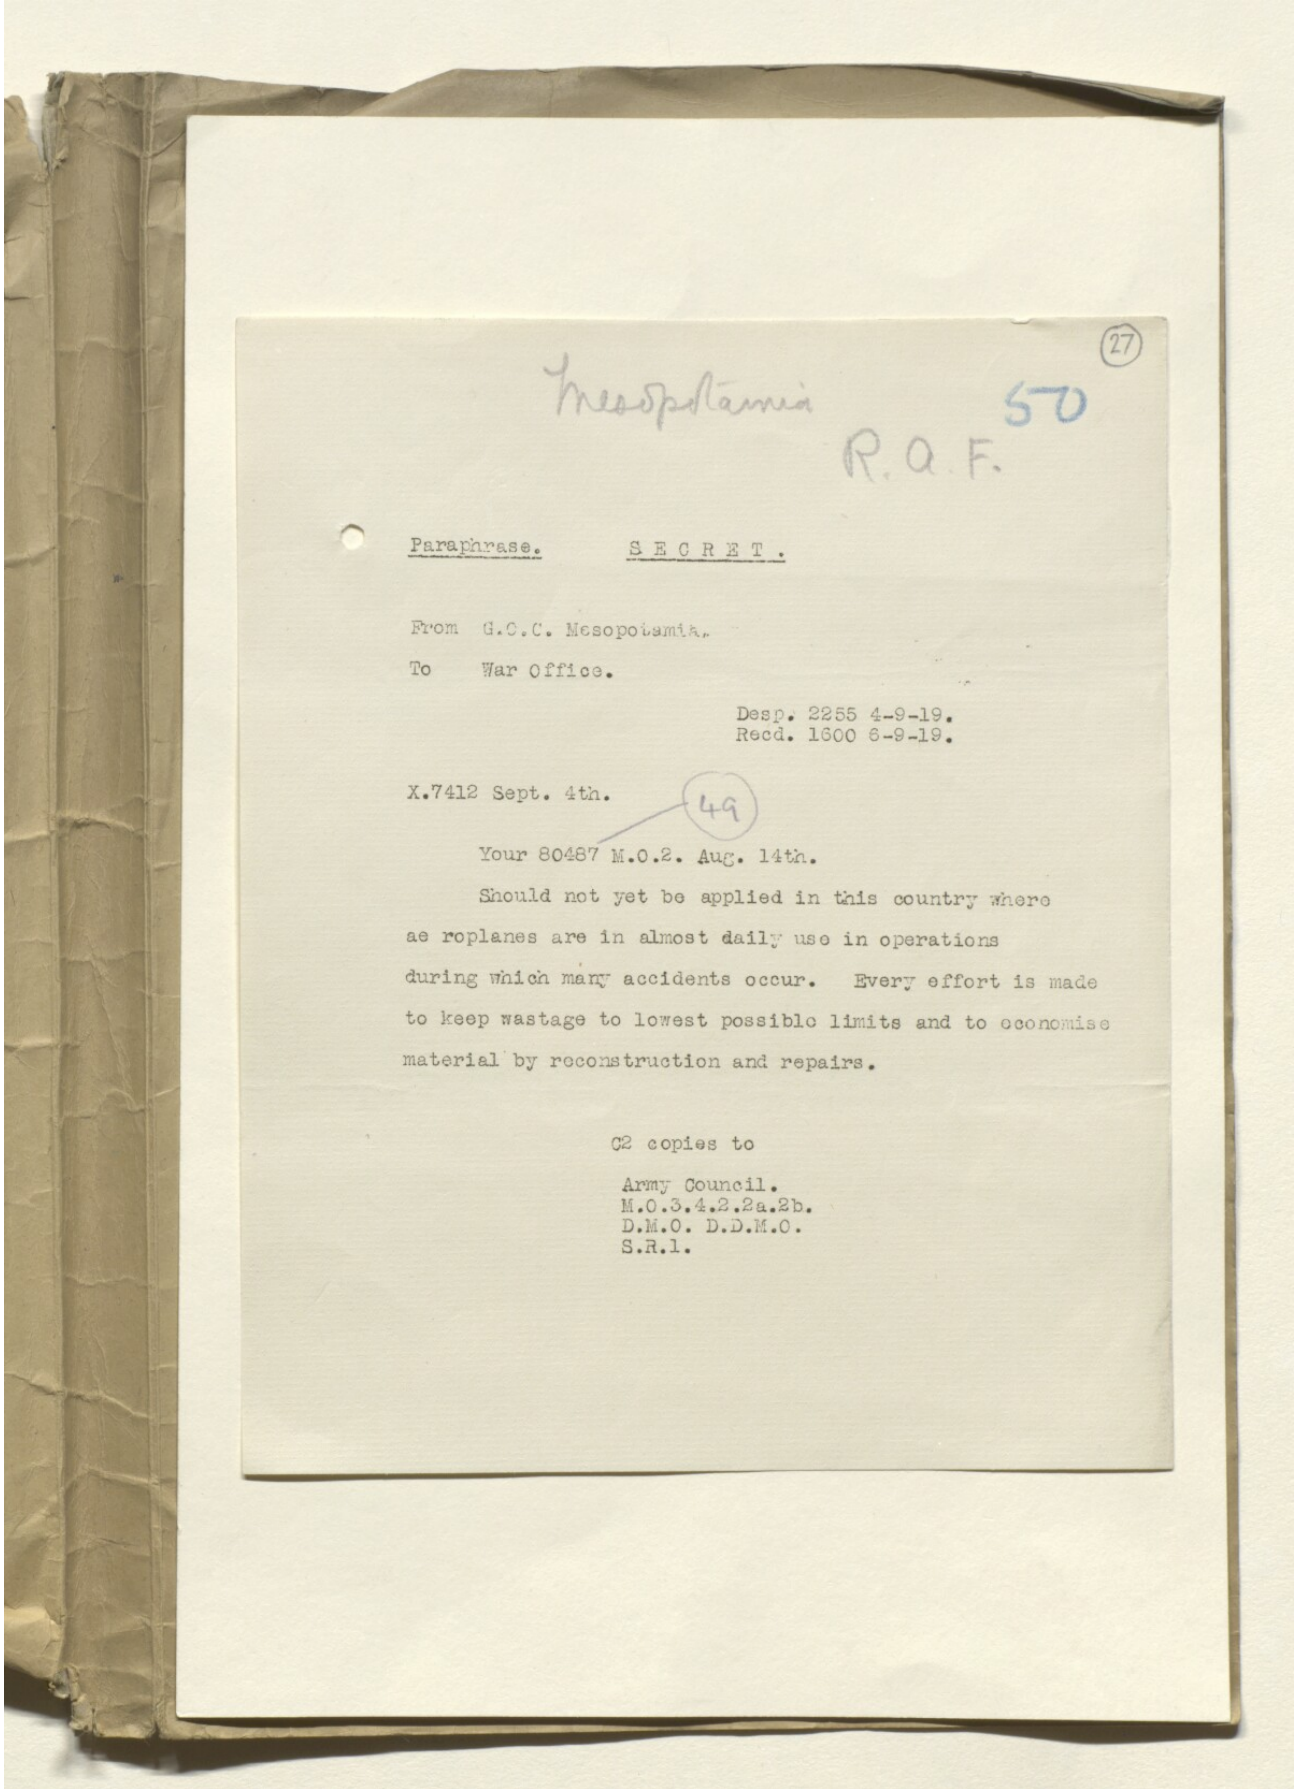 27
Mesopotamia
50
R.A.F.
Paraphrase. SECRET.
From G.O.C. Mesopotamia.
To War Office.
Desp. 2255 4-9-19.
Recd. 1600 6-9-19.
X.7412 Sept. 4th.
49
Your 80487 M.O.2. Aug. 14th.
Should not yet be applied in this country where
ae roplanes are in almost daily use in operations
during which many accidents occur. Every effort is made
to keep wastage to lowest possible limits and to economise
material by reconstruction and repairs.
C2 copies to
Army Council.
M.O.3.4.2.2a.2b.
D.M.O. D.D.M.O.
S.R.1.